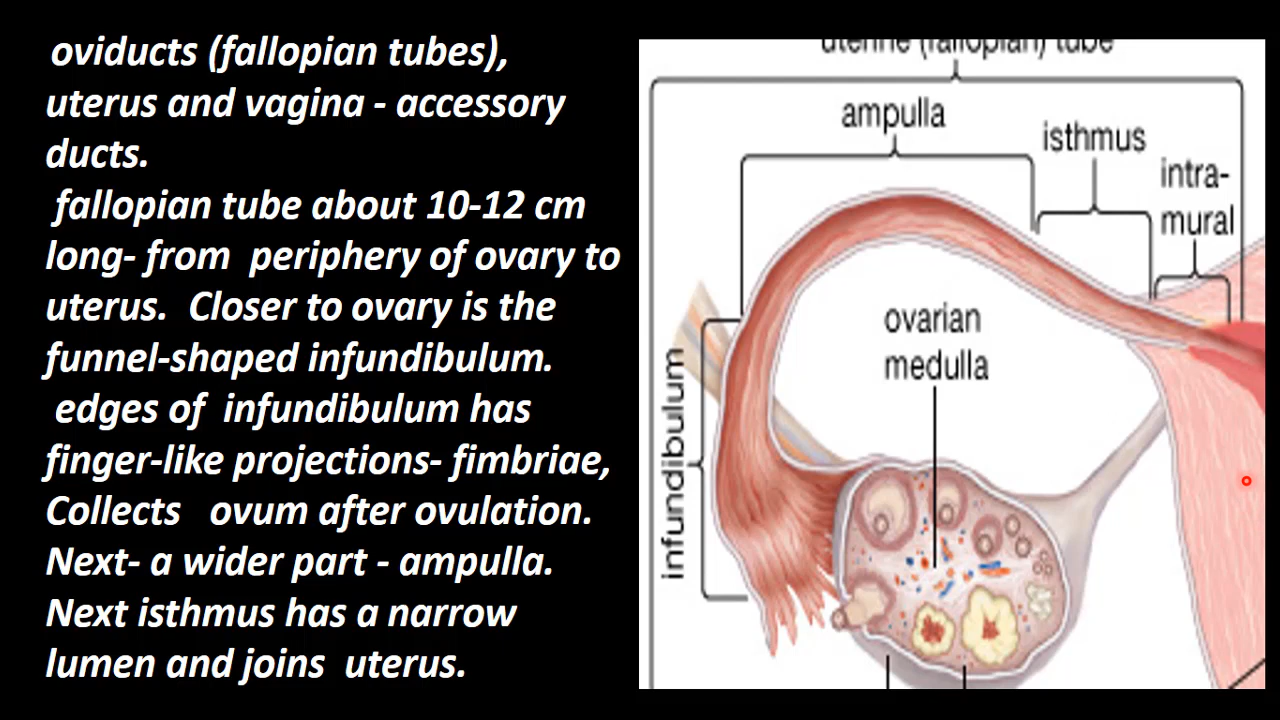 oviducts (fallopian tubes),
uterus and vagina - accessory
ducts.
fallopian tube about 10-12 cm
long- from periphery of ovary to
uterus. Closer to ovary is the
funnel-shaped infundibulum.
edges of infundibulum has
finger-like projections- fimbriae,
Collects ovum after ovulation.
Next- a wider part - ampulla.
Next isthmus has a narrow
lumen and joins uterus.
uterine (fallopian) tube
ampulla
isthmus
intra-
mural
ovarian
medulla
infundibulum